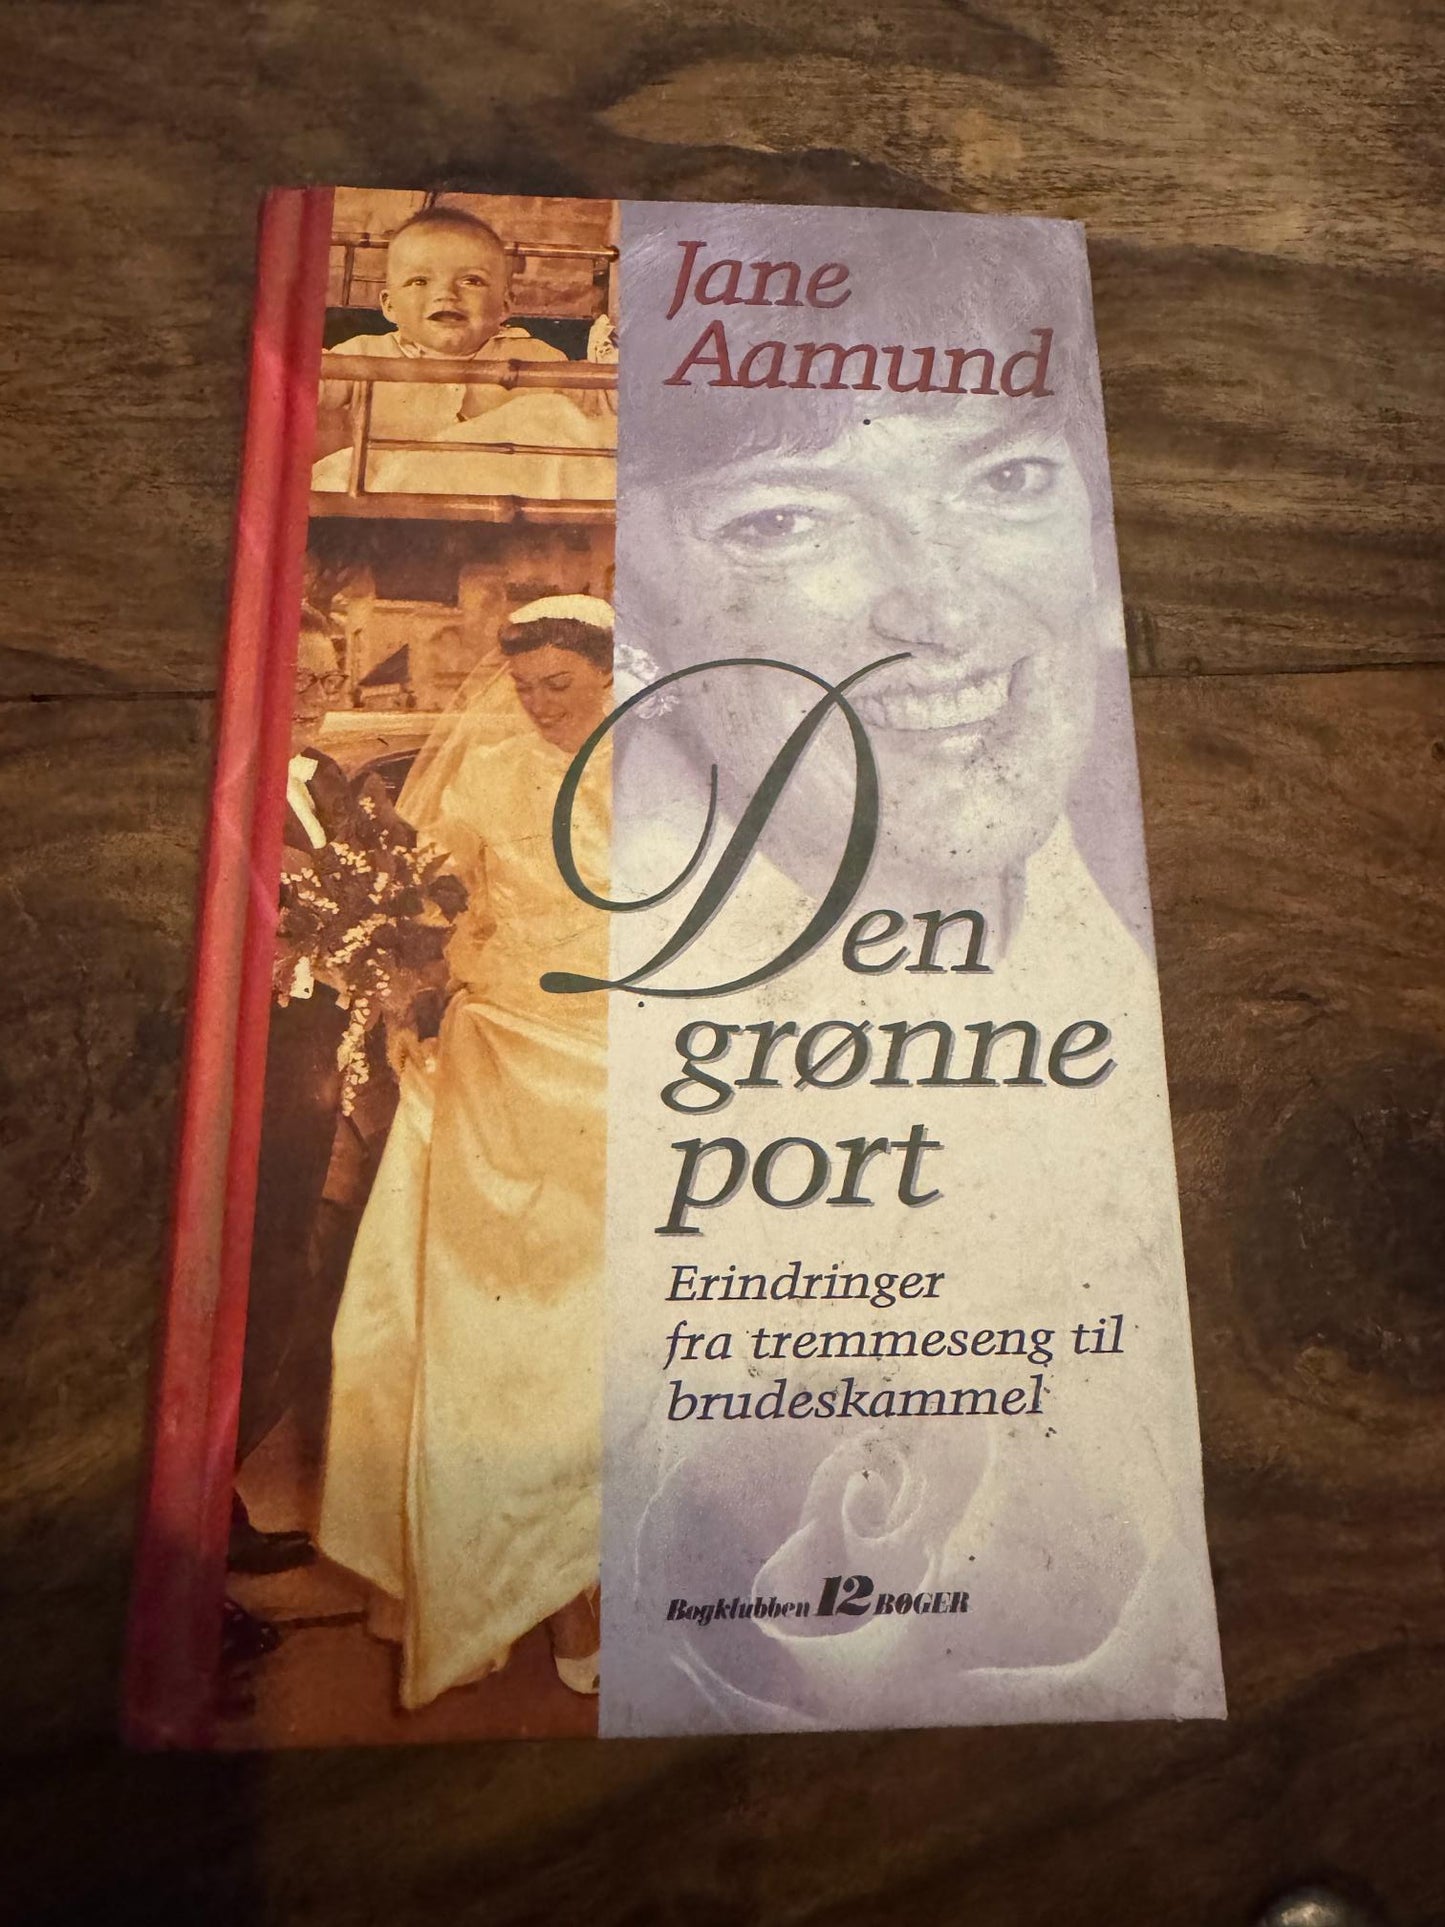 Jane
Aamund
Den
grønne
port
Erindringer
fra tremmeseng til
brudeskammel
Bogklubben 12 BØGER